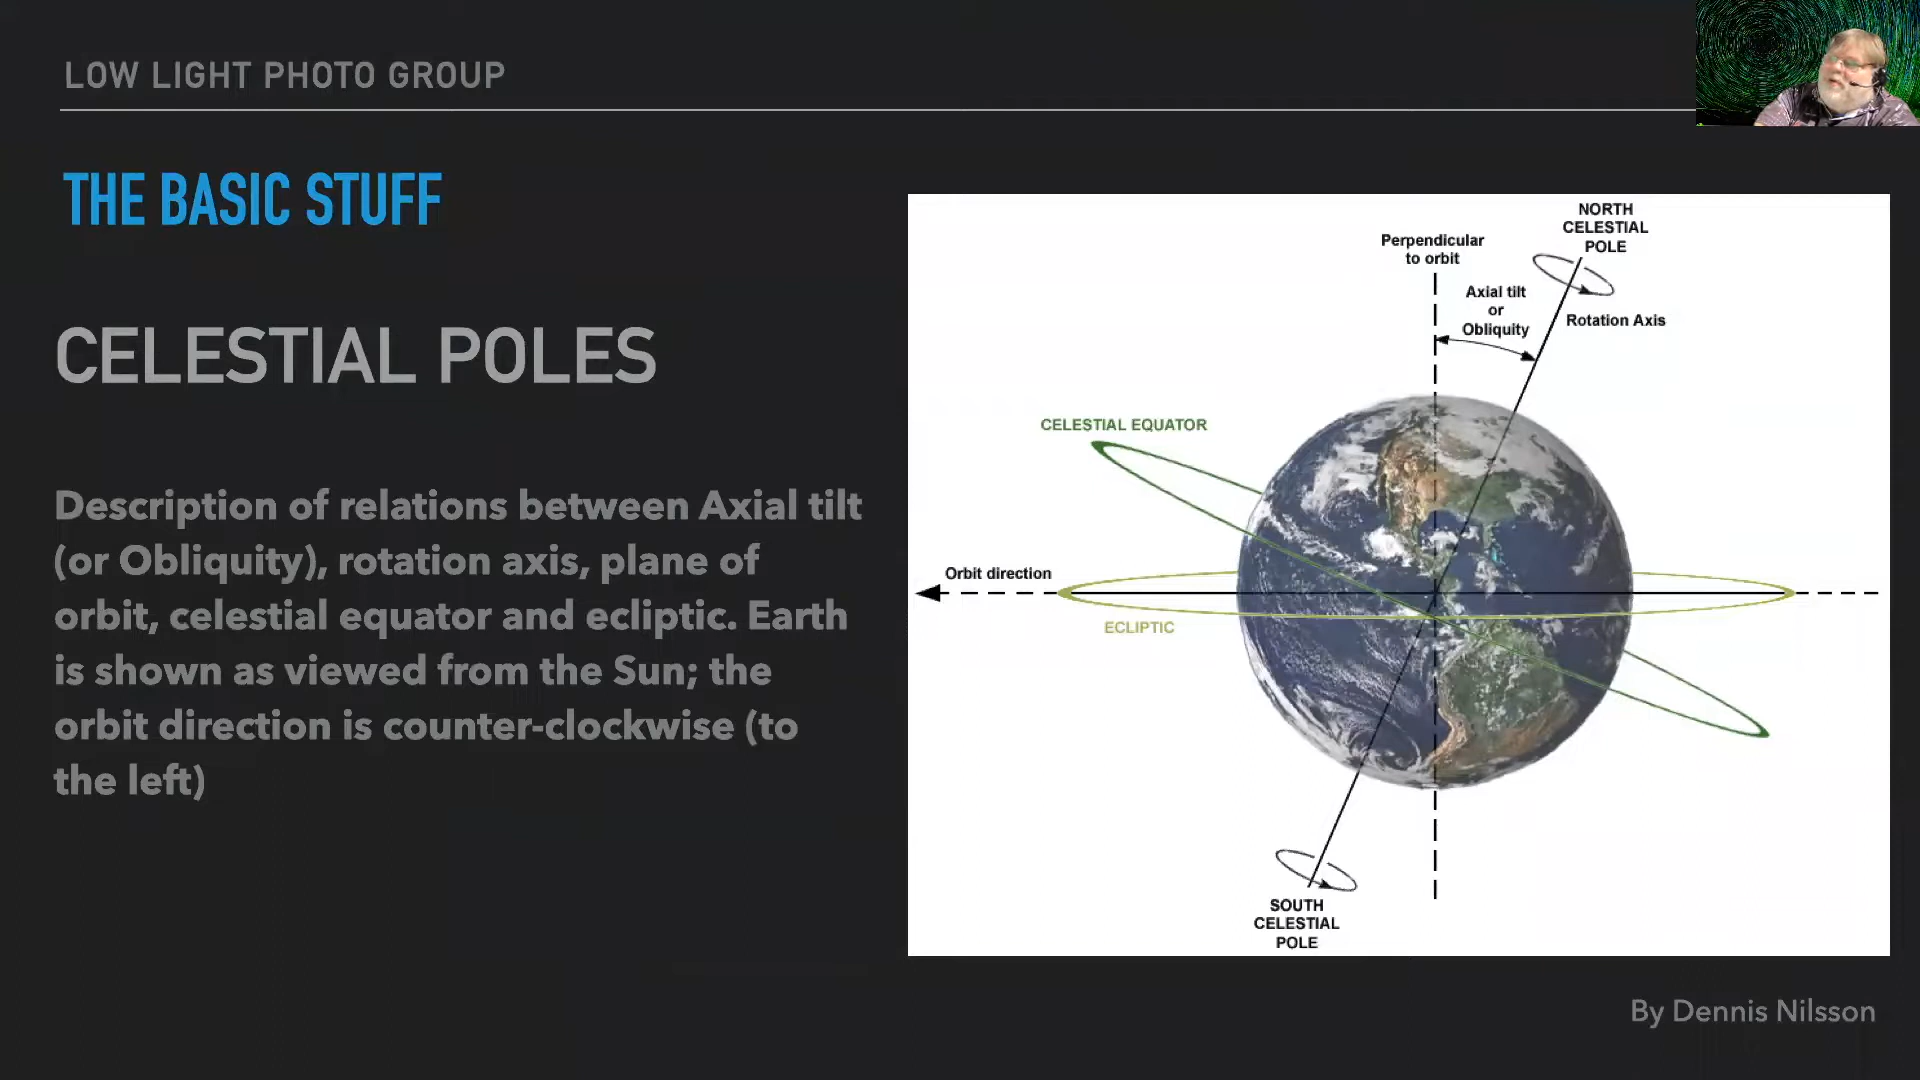 LOW LIGHT PHOTO GROUP
THE BASIC STUFF
CELESTIAL POLES
Description of relations between Axial tilt
(or Obliquity), rotation axis, plane of
orbit, celestial equator and ecliptic. Earth
is shown as viewed from the Sun; the
orbit direction is counter-clockwise (to
the left)
NORTH
CELESTIAL
POLE
Perpendicular
to orbit
Axial tilt
or
Obliquity
Rotation Axis
CELESTIAL EQUATOR
Orbit direction
ECLIPTIC
SOUTH
CELESTIAL
POLE
By Dennis Nilsson